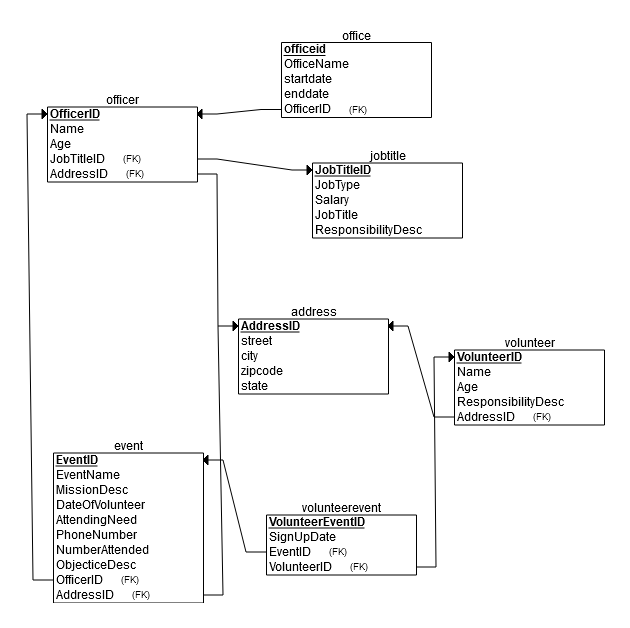 office
officeid
OfficeName
startdate
enddate
OfficerID (FK)
officer
OfficerID
Name
Age
JobTitleID (FK)
AddressID (FK)
jobtitle
JobTitleID
JobType
Salary
JobTitle
ResponsibilityDesc
address
AddressID
street
city
zipcode
state
volunteer
VolunteerID
Name
Age
ResponsibilityDesc
AddressID (FK)
event
EventID
EventName
MissionDesc
DateOfVolunteer
AttendingNeed
PhoneNumber
NumberAttended
ObjecticeDesc
OfficerID (FK)
AddressID (FK)
volunteerevent
VolunteerEventID
SignUpDate
EventID (FK)
VolunteerID (FK)